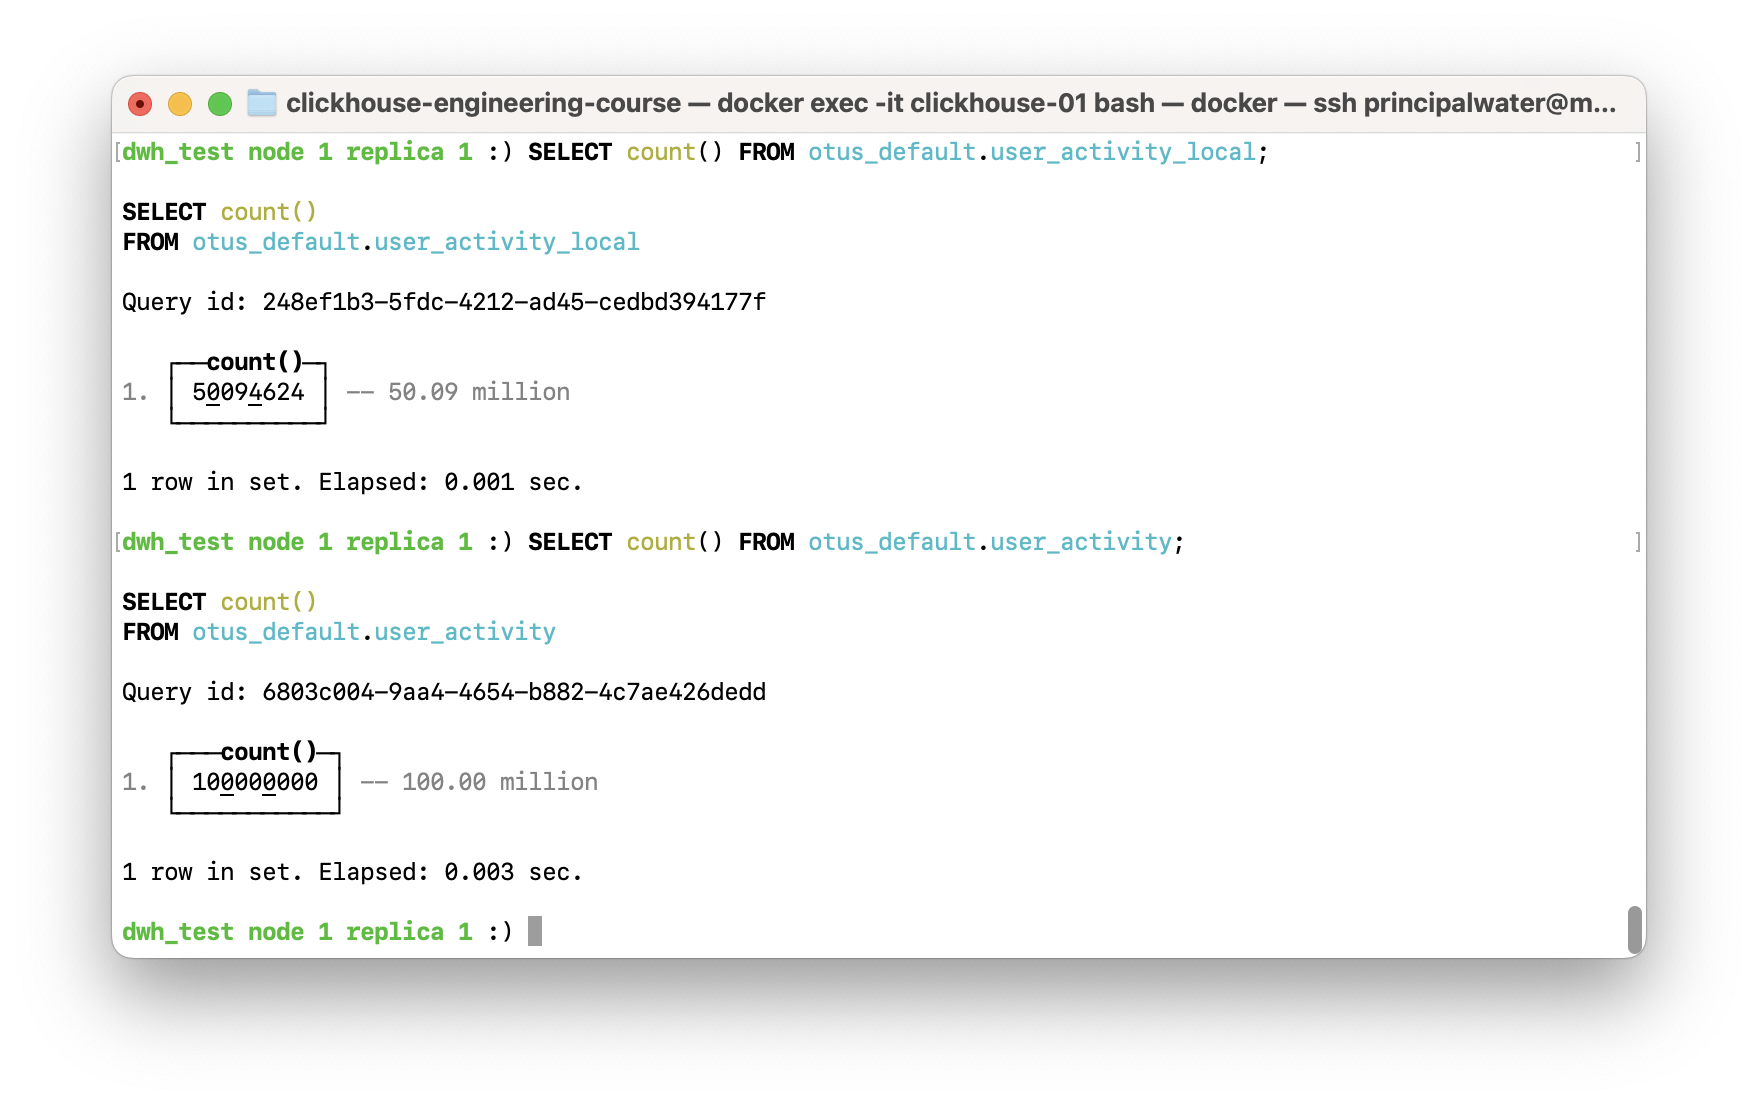 clickhouse-engineering-course — docker exec -it clickhouse-01 bash — docker — ssh principalwater@m...
[dwh_test node 1 replica 1 :) SELECT count() FROM otus_default.user_activity_local; ]
SELECT count()
FROM otus_default.user_activity_local
Query id: 248ef1b3-5fdc-4212-ad45-cedbd394177f
┌──count()─┐
1. │ 50094624 │ -- 50.09 million
└──────────┘
1 row in set. Elapsed: 0.001 sec.
[dwh_test node 1 replica 1 :) SELECT count() FROM otus_default.user_activity; ]
SELECT count()
FROM otus_default.user_activity
Query id: 6803c004-9aa4-4654-b882-4c7ae426dedd
┌───count()─┐
1. │ 100000000 │ -- 100.00 million
└───────────┘
1 row in set. Elapsed: 0.003 sec.
dwh_test node 1 replica 1 :)